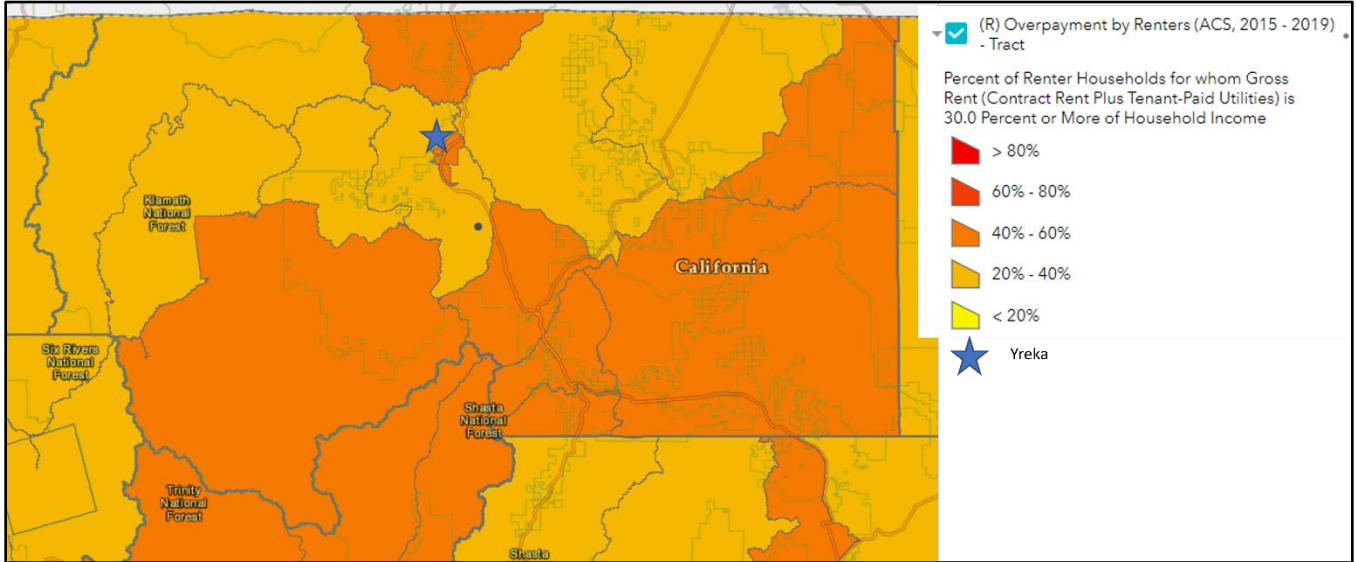 Klamath
National
Forest
California
Six Rivers
National
Forest
Shasta
National
Forest
Trinity
National
Forest
Shasta
(R) Overpayment by Renters (ACS, 2015 - 2019)
- Tract
Percent of Renter Households for whom Gross
Rent (Contract Rent Plus Tenant-Paid Utilities) is
30.0 Percent or More of Household Income
> 80%
60% - 80%
40% - 60%
20% - 40%
< 20%
Yreka